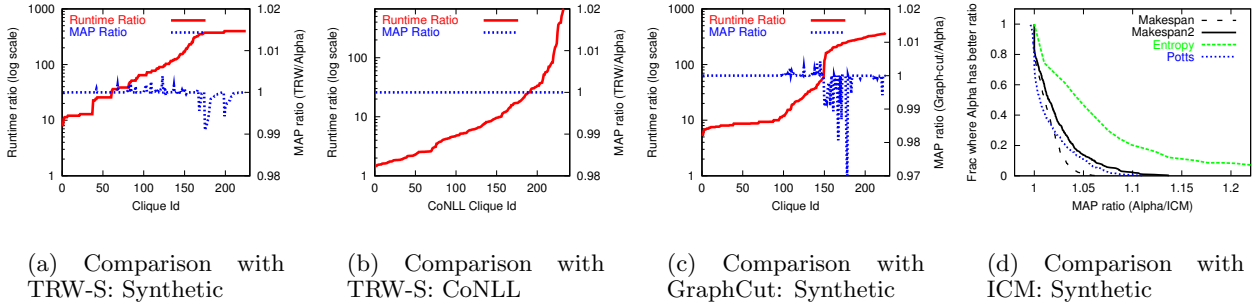 Runtime ratio (log scale)
1000
100
10
1
0
50
100
150
200
Clique Id
Runtime Ratio
MAP Ratio
1.02
1.01
1
0.99
0.98
MAP ratio (TRW/Alpha)
(a) Comparison with
TRW-S: Synthetic
Runtime ratio (log scale)
100
10
1
0
50
100
150
200
CoNLL Clique Id
Runtime Ratio
MAP Ratio
1.02
1.01
1
0.99
0.98
MAP ratio (TRW/Alpha)
(b) Comparison with
TRW-S: CoNLL
Runtime ratio (log scale)
1000
100
10
1
0
50
100
150
200
Clique Id
Runtime Ratio
MAP Ratio
1.02
1.01
1
0.99
0.98
0.97
MAP ratio (Graph-cut/Alpha)
(c) Comparison with
GraphCut: Synthetic
Frac where Alpha has better ratio
1
0.8
0.6
0.4
0.2
0
1
1.05
1.1
1.15
1.2
MAP ratio (Alpha/ICM)
Makespan
Makespan2
Entropy
Potts
(d) Comparison with
ICM: Synthetic